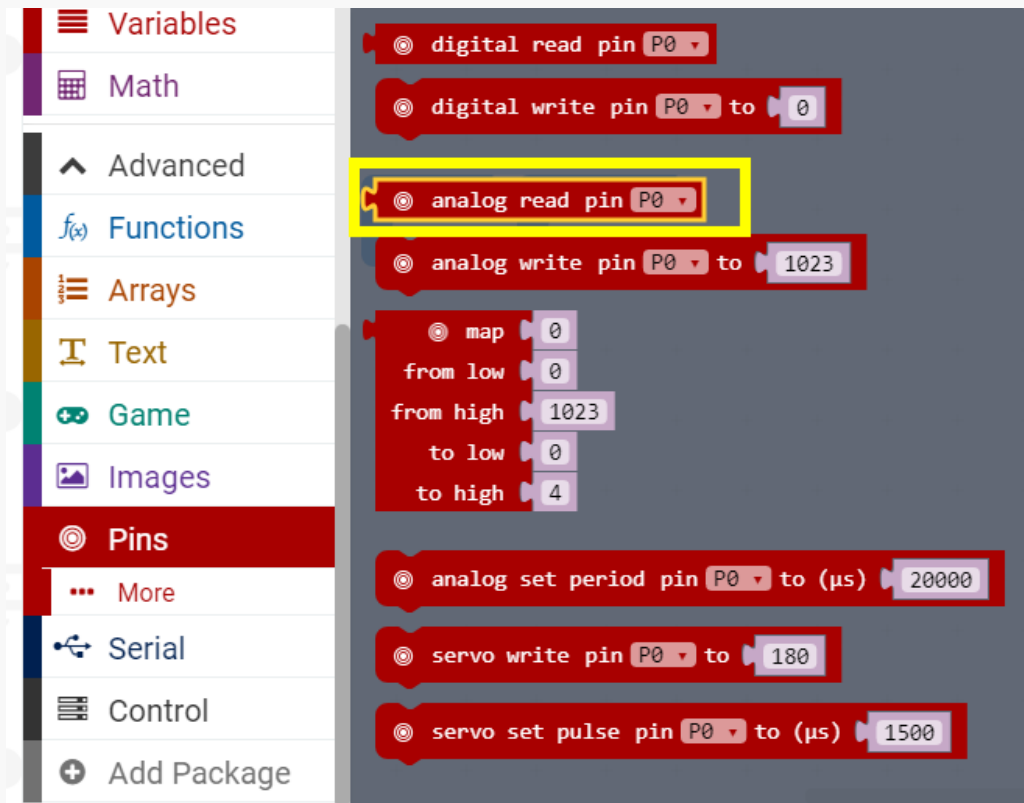 Variables
Math
Advanced
f(x) Functions
1
2
3
Arrays
T Text
Game
Images
Pins
More
Serial
Control
Add Package
digital read pin P0
digital write pin P0 to 0
analog read pin P0
analog write pin P0 to 1023
map 0
from low 0
from high 1023
to low 0
to high 4
analog set period pin P0 to (µs) 20000
servo write pin P0 to 180
servo set pulse pin P0 to (µs) 1500